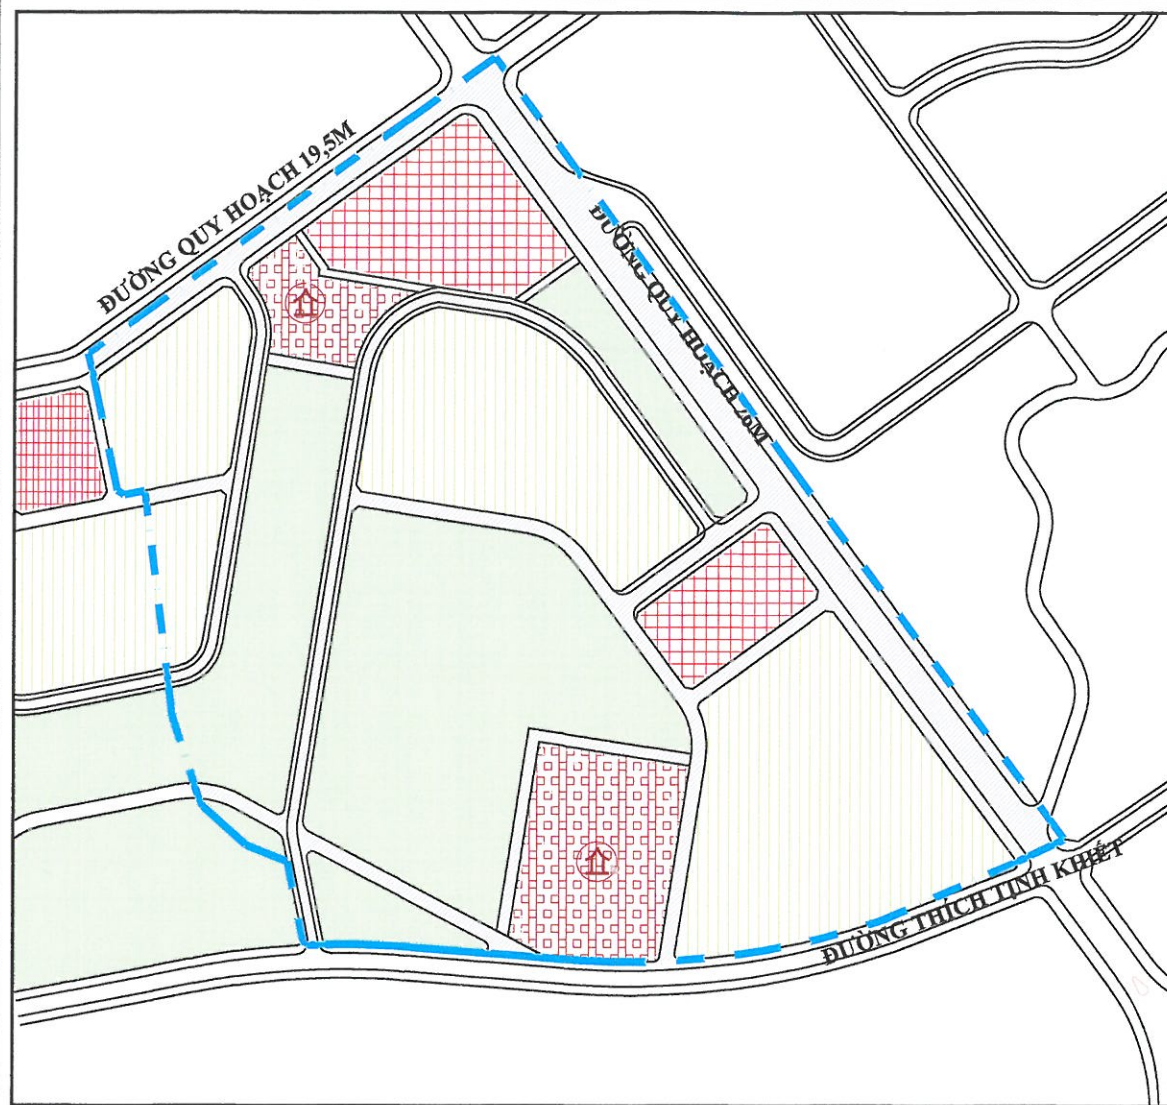 ĐƯỜNG QUY HOẠCH 19,5M
ĐƯỜNG QUY HOẠCH 26M
ĐƯỜNG THÍCH TỊNH KHIẾT